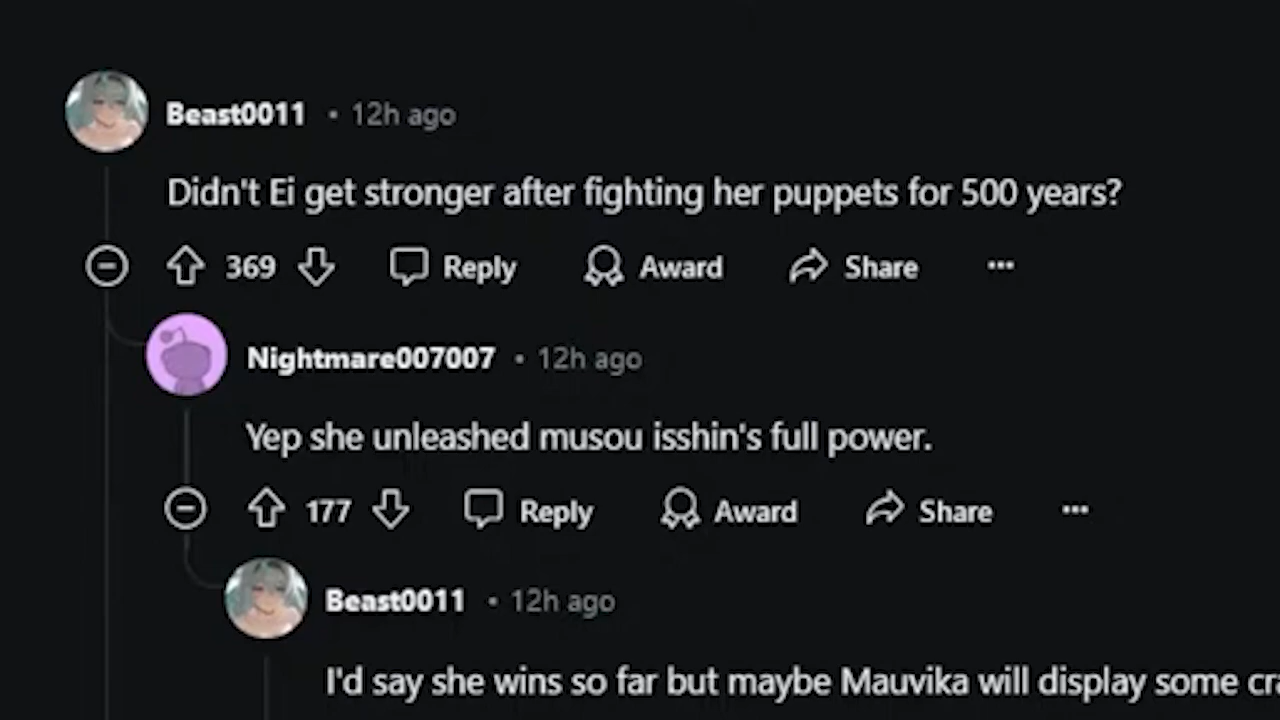 Beast0011 • 12h ago
Didn't Ei get stronger after fighting her puppets for 500 years?
369 Reply Award Share ...
Nightmare007007 • 12h ago
Yep she unleashed musou isshin's full power.
177 Reply Award Share ...
Beast0011 • 12h ago
I'd say she wins so far but maybe Mauvika will display some